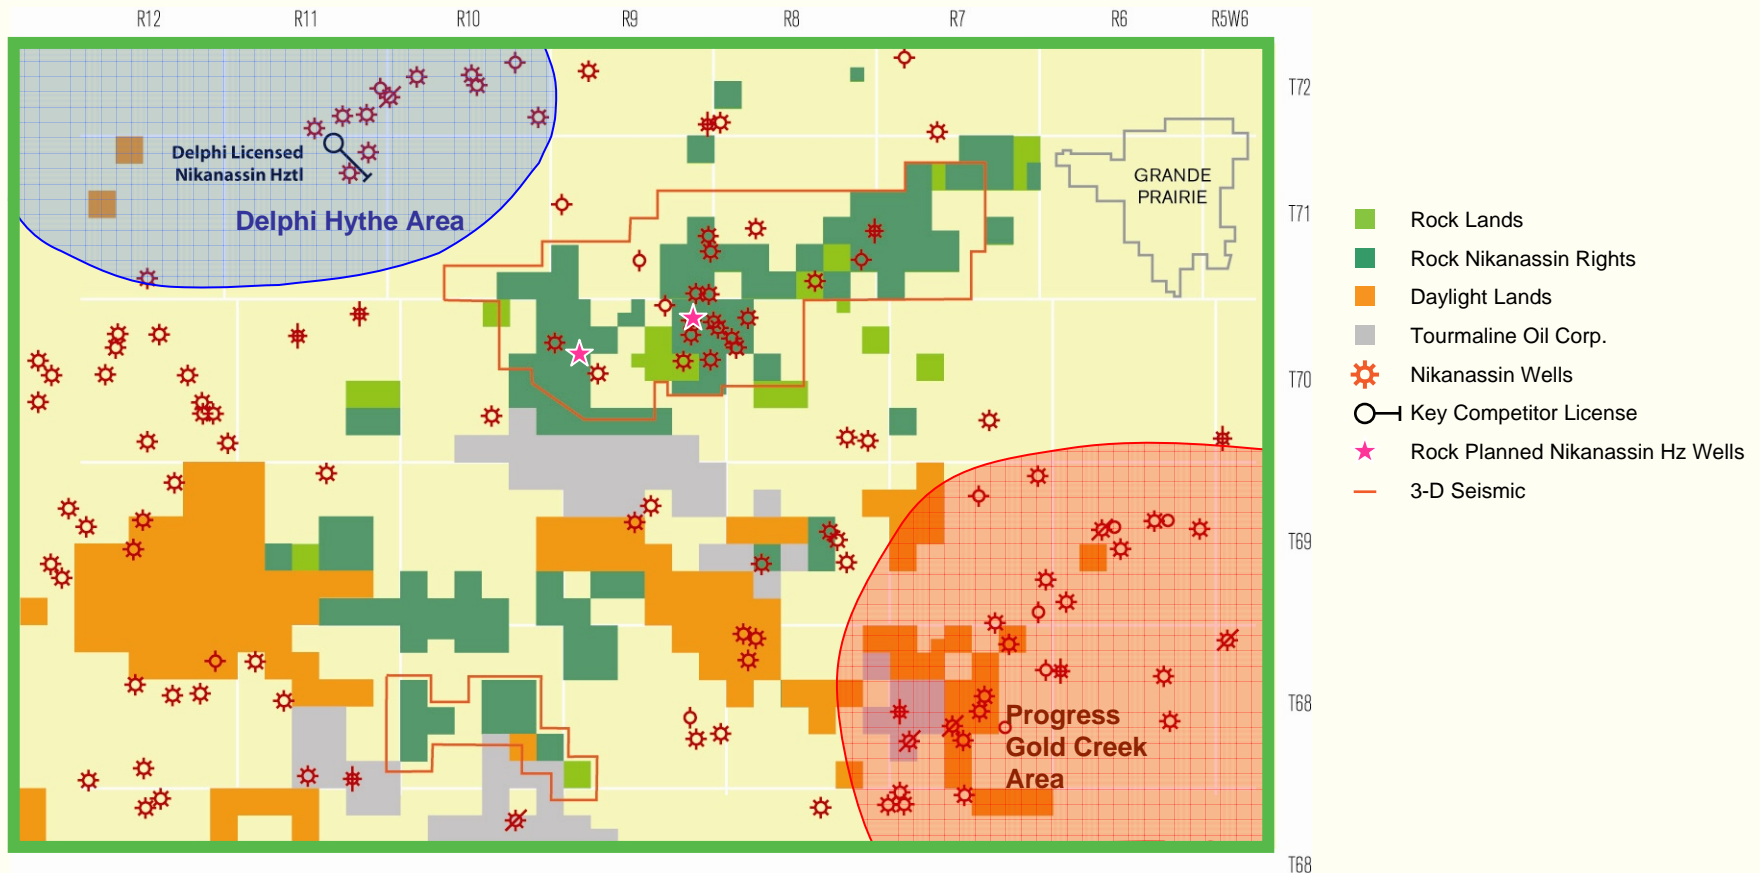 R12 R11 R10 R9 R8 R7 R6 R5W6
T72
Delphi Licensed
Nikanassin Hztl
GRANDE
PRAIRIE
Delphi Hythe Area
T71
Rock Lands
Rock Nikanassin Rights
Daylight Lands
Tourmaline Oil Corp.
Nikanassin Wells
Key Competitor License
Rock Planned Nikanassin Hz Wells
3-D Seismic
T70
T69
T68
Progress
Gold Creek
Area
T68